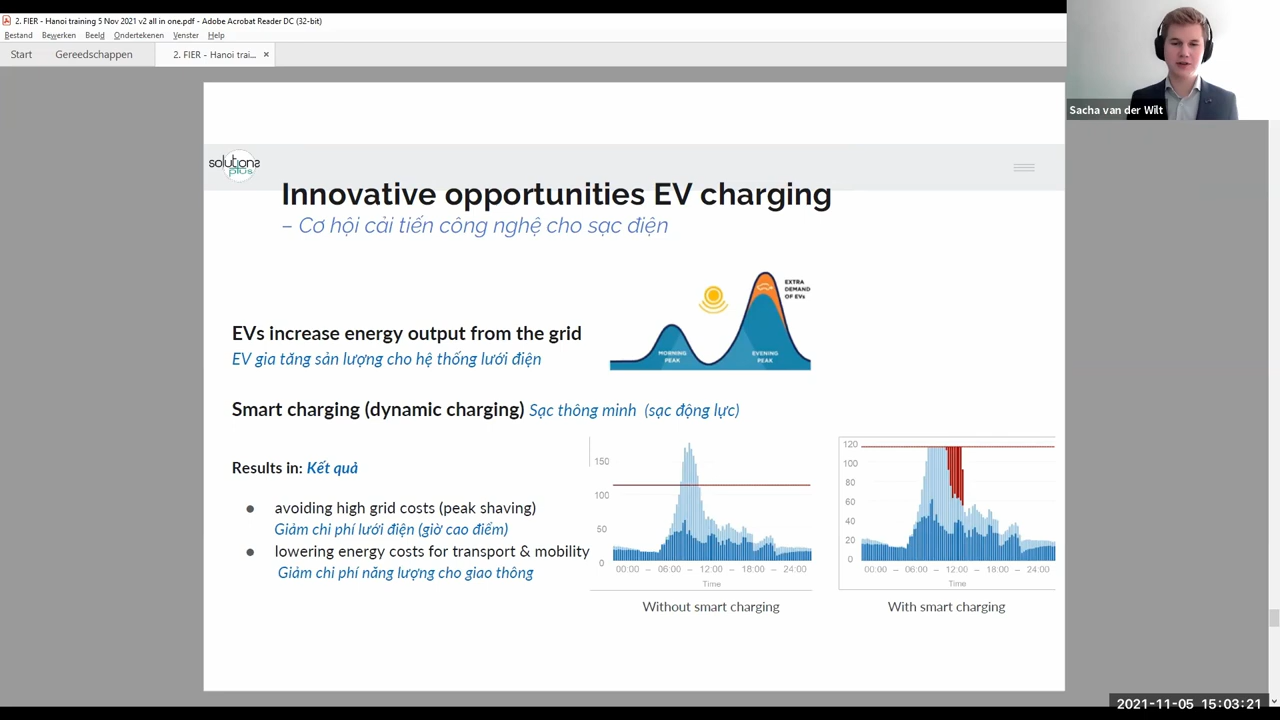 2. FIER - Hanoi training 5 Nov 2021 v2 all in one.pdf - Adobe Acrobat Reader DC (32-bit)
Bestand Bewerken Beeld Ondertekenen Venster Help
Start Gereedschappen 2. FIER - Hanoi trai... ×
Sacha van der Wilt
solutions
plus
Innovative opportunities EV charging
– Cơ hội cải tiến công nghệ cho sạc điện
EXTRA
DEMAND
OF EVs
MORNING
PEAK
EVENING
PEAK
EVs increase energy output from the grid
EV gia tăng sản lượng cho hệ thống lưới điện
Smart charging (dynamic charging) Sạc thông minh (sạc động lực)
Results in: Kết quả
● avoiding high grid costs (peak shaving)
Giảm chi phí lưới điện (giờ cao điểm)
● lowering energy costs for transport & mobility
Giảm chi phí năng lượng cho giao thông
150
100
50
0
00:00 – 06:00 – 12:00 – 18:00 – 24:00
Time
Without smart charging
120
100
80
60
40
20
0
00:00 – 06:00 – 12:00 – 18:00 – 24:00
Time
With smart charging
2021-11-05 15:03:21